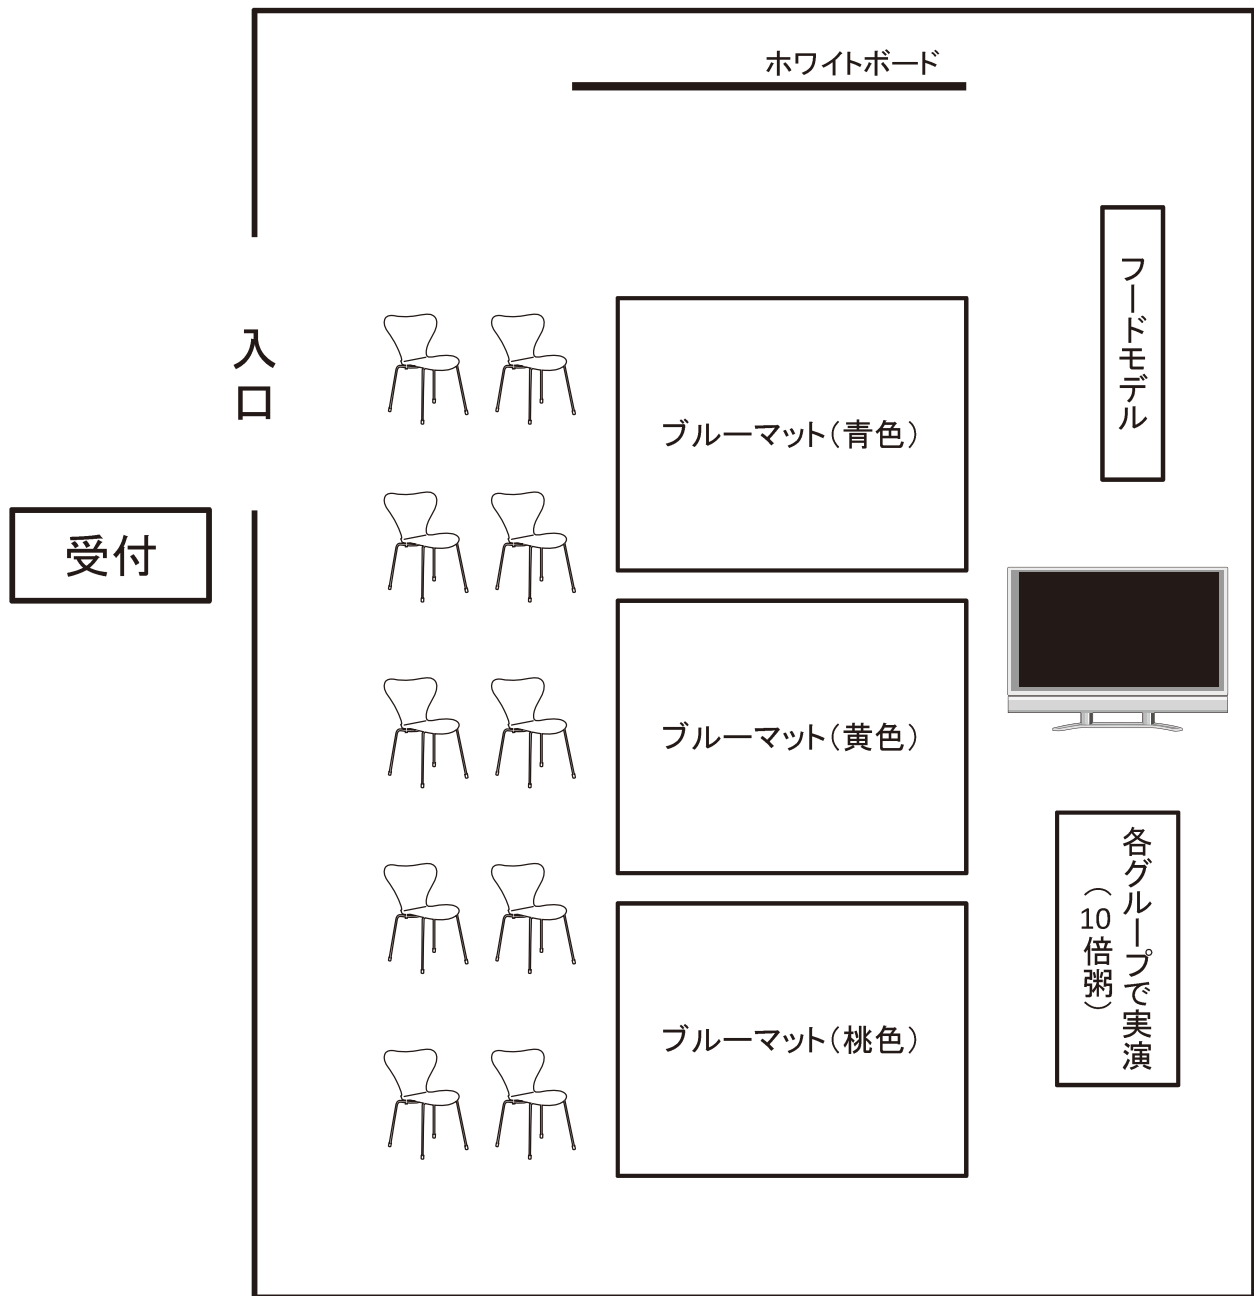 ホワイトボード
フードモデル
入口
ブルーマット（青色）
受付
ブルーマット（黄色）
各グループで実演
（10倍粥）
ブルーマット（桃色）